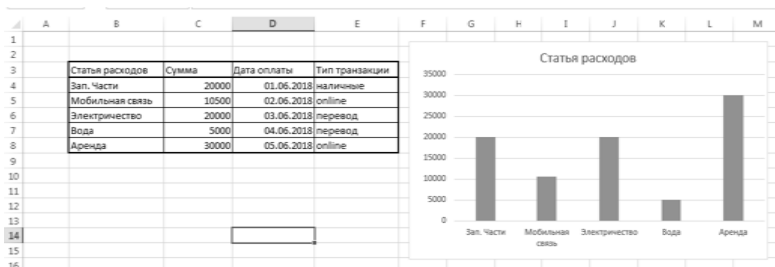 A B C D E F G H I J K L M
1
2
3 Статья расходов Сумма Дата оплаты Тип транзакции
4 Зап. Части 20000 01.06.2018 наличные
5 Мобильная связь 10500 02.06.2018 online
6 Электричество 20000 03.06.2018 перевод
7 Вода 5000 04.06.2018 перевод
8 Аренда 30000 05.06.2018 online
9
10
11
12
13
14
15
16
Статья расходов
35000
30000
25000
20000
15000
10000
5000
0
Зап. Части Мобильная связь Электричество Вода Аренда